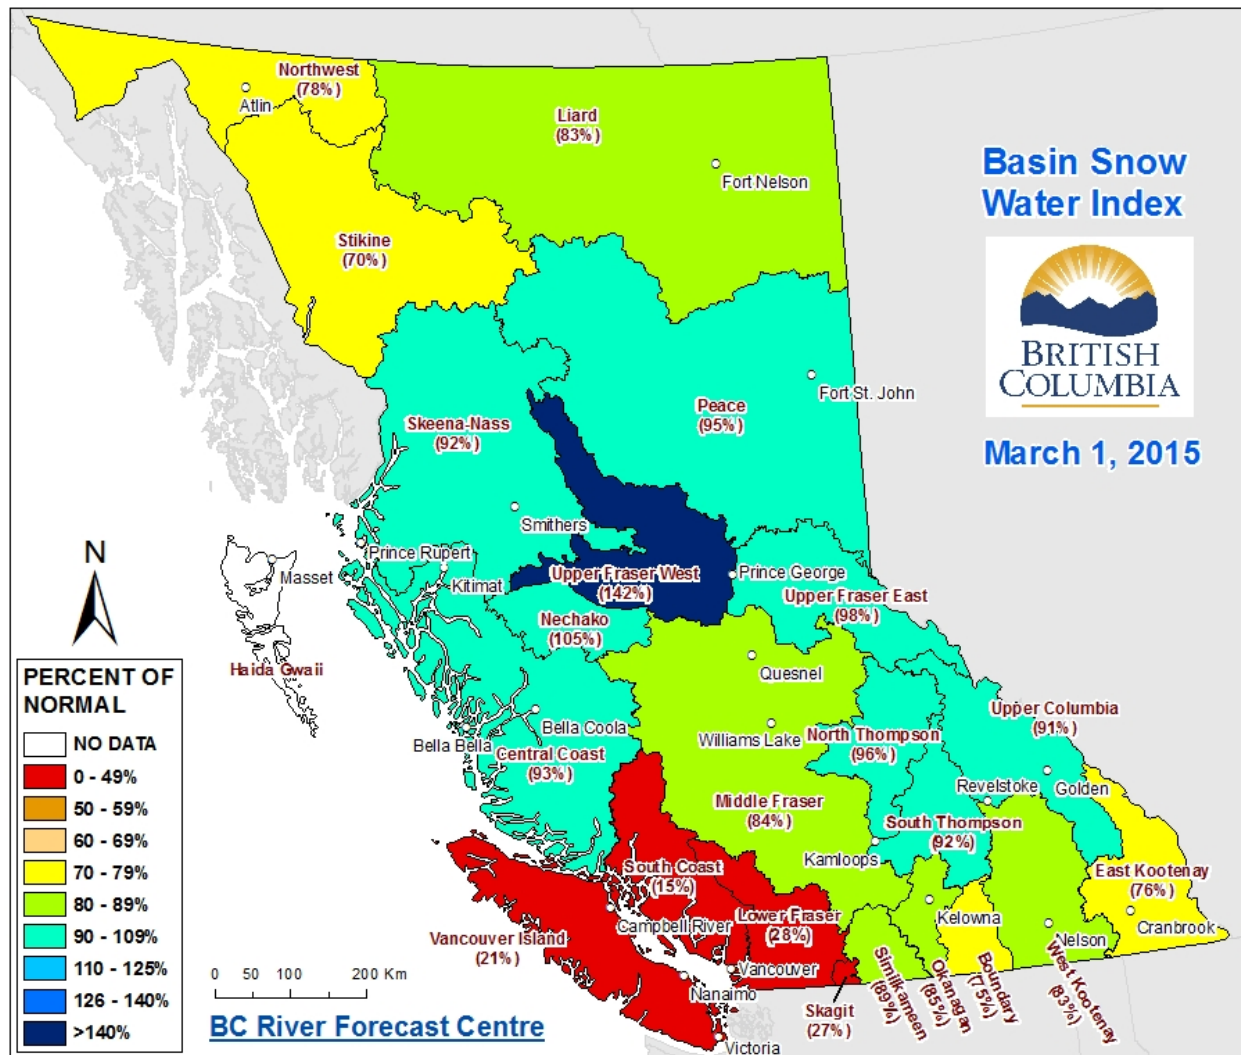 Northwest
(78%)
Atlin
Liard
(83%)
Fort Nelson
Basin Snow
Water Index
BRITISH
COLUMBIA
March 1, 2015
Stikine
(70%)
Fort St. John
Peace
(95%)
Skeena-Nass
(92%)
Smithers
Prince Rupert
Kitimat
Masset
Haida Gwaii
Upper Fraser West
(142%)
Prince George
Upper Fraser East
(98%)
Nechako
(105%)
Quesnel
Bella Coola
Bella Bella
Central Coast
(93%)
Williams Lake
North Thompson
(96%)
Upper Columbia
(91%)
Golden
Revelstoke
Middle Fraser
(84%)
South Thompson
(92%)
Kamloops
East Kootenay
(76%)
Cranbrook
South Coast
(15%)
Campbell River
Lower Fraser
(28%)
Kelowna
Nelson
Vancouver Island
(21%)
Vancouver
Nanaimo
Victoria
Skagit
(27%)
Similkameen
(89%)
Okanagan
(85%)
Boundary
(75%)
West Kootenay
(83%)
N
PERCENT OF
NORMAL
NO DATA
0 - 49%
50 - 59%
60 - 69%
70 - 79%
80 - 89%
90 - 109%
110 - 125%
126 - 140%
>140%
0 50 100 200 Km
BC River Forecast Centre